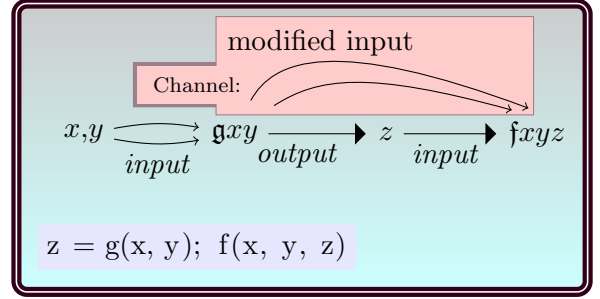 modified input
Channel:
x,y 𝔤xy z 𝔣xyz
input output input
z = g(x, y); f(x, y, z)